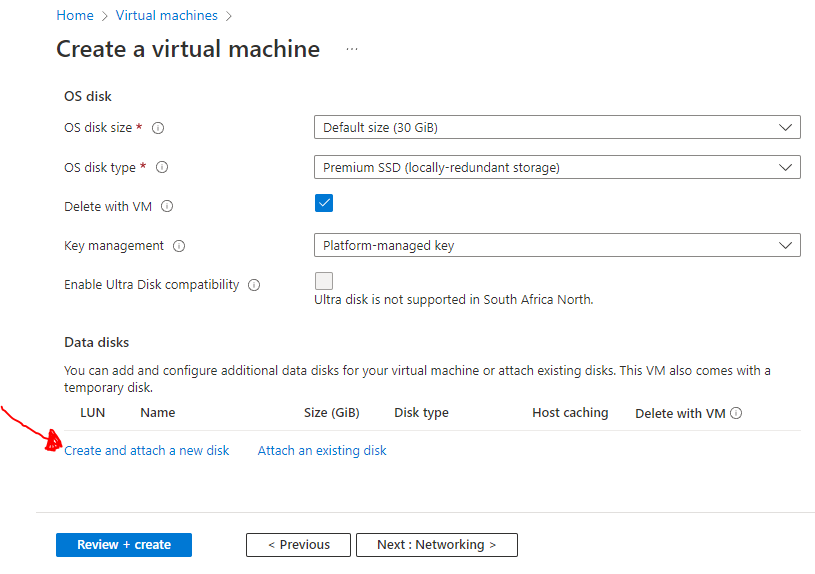 Home > Virtual machines >
Create a virtual machine ...
OS disk
OS disk size * Default size (30 GiB)
OS disk type * Premium SSD (locally-redundant storage)
Delete with VM
Key management Platform-managed key
Enable Ultra Disk compatibility
Ultra disk is not supported in South Africa North.
Data disks
You can add and configure additional data disks for your virtual machine or attach existing disks. This VM also comes with a
temporary disk.
LUN Name Size (GiB) Disk type Host caching Delete with VM
Create and attach a new disk Attach an existing disk
Review + create < Previous Next : Networking >